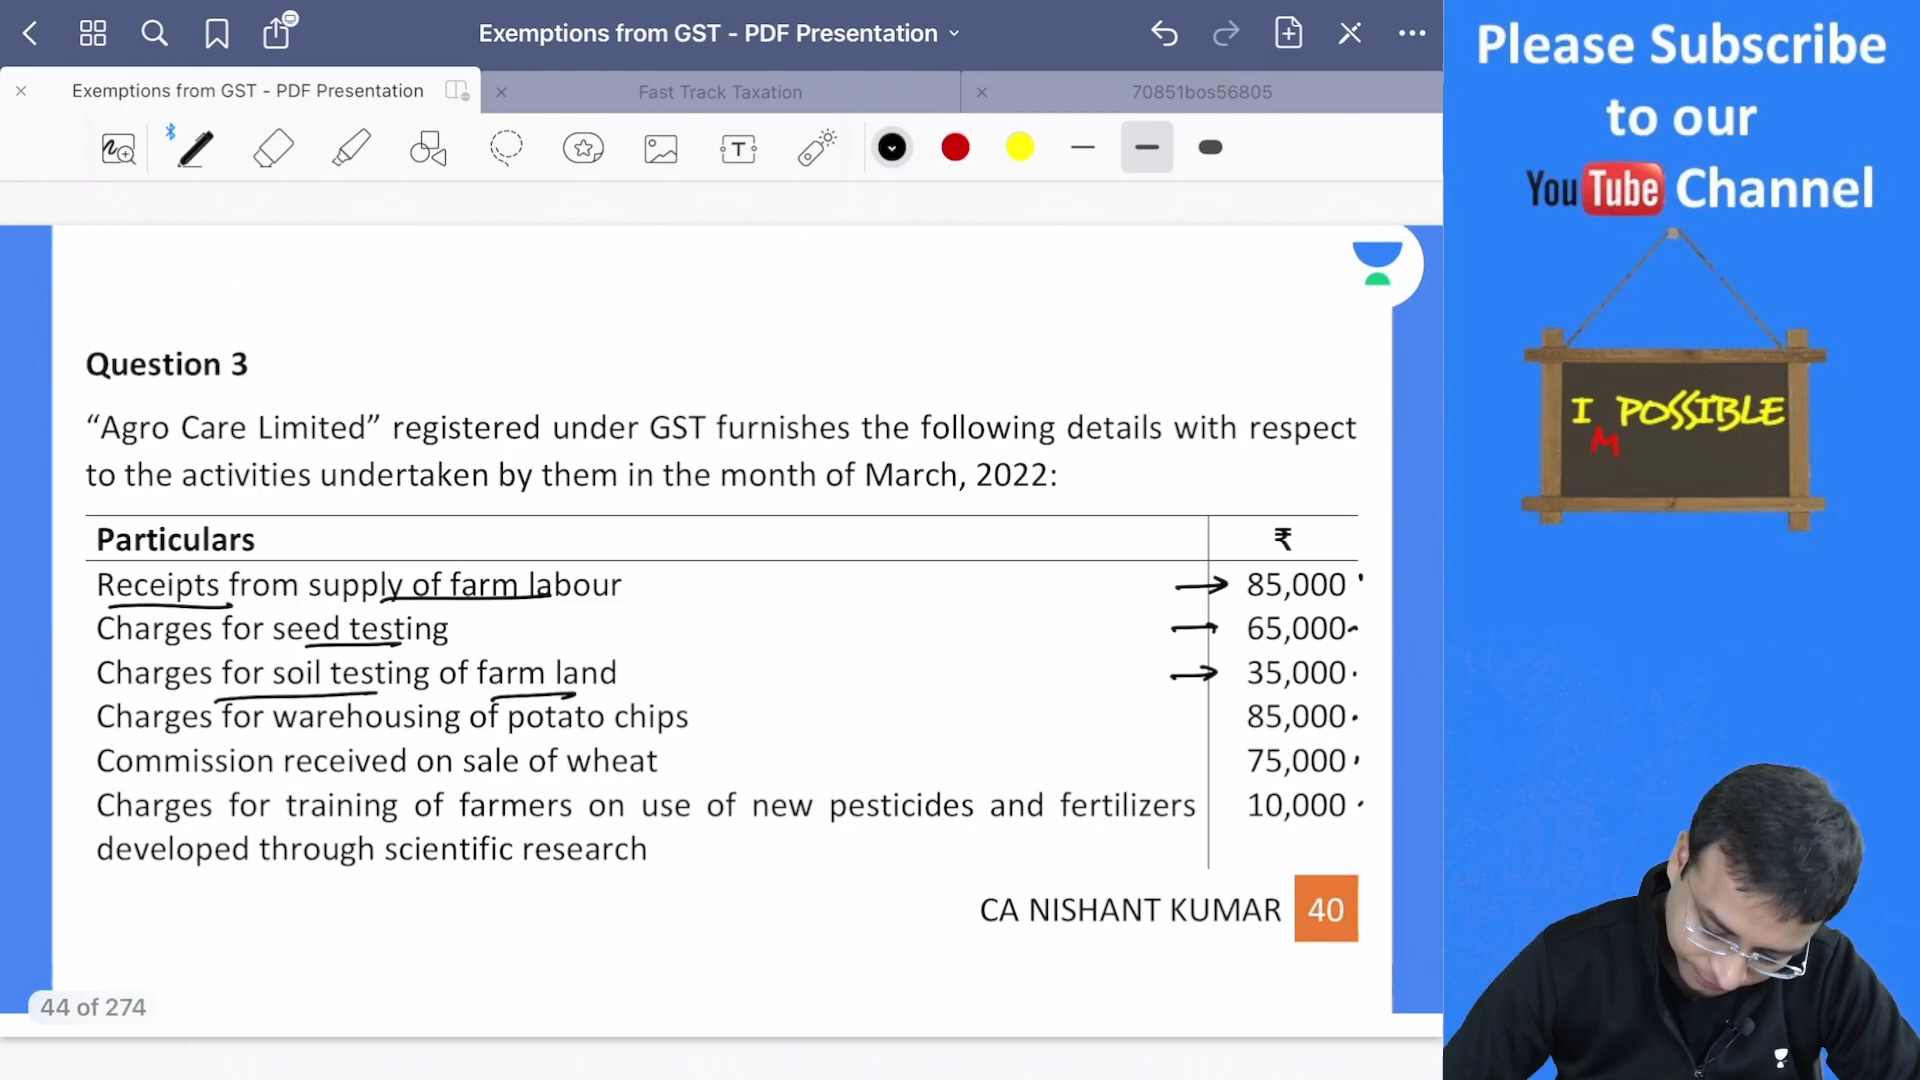 Exemptions from GST - PDF Presentation
Exemptions from GST - PDF Presentation
Fast Track Taxation
70851bos56805
T
Please Subscribe
to our
YouTube Channel
I POSSIBLE
M
Question 3
“Agro Care Limited” registered under GST furnishes the following details with respect
to the activities undertaken by them in the month of March, 2022:
Particulars ₹
Receipts from supply of farm labour 85,000
Charges for seed testing 65,000
Charges for soil testing of farm land 35,000
Charges for warehousing of potato chips 85,000
Commission received on sale of wheat 75,000
Charges for training of farmers on use of new pesticides and fertilizers 10,000
developed through scientific research
CA NISHANT KUMAR 40
44 of 274